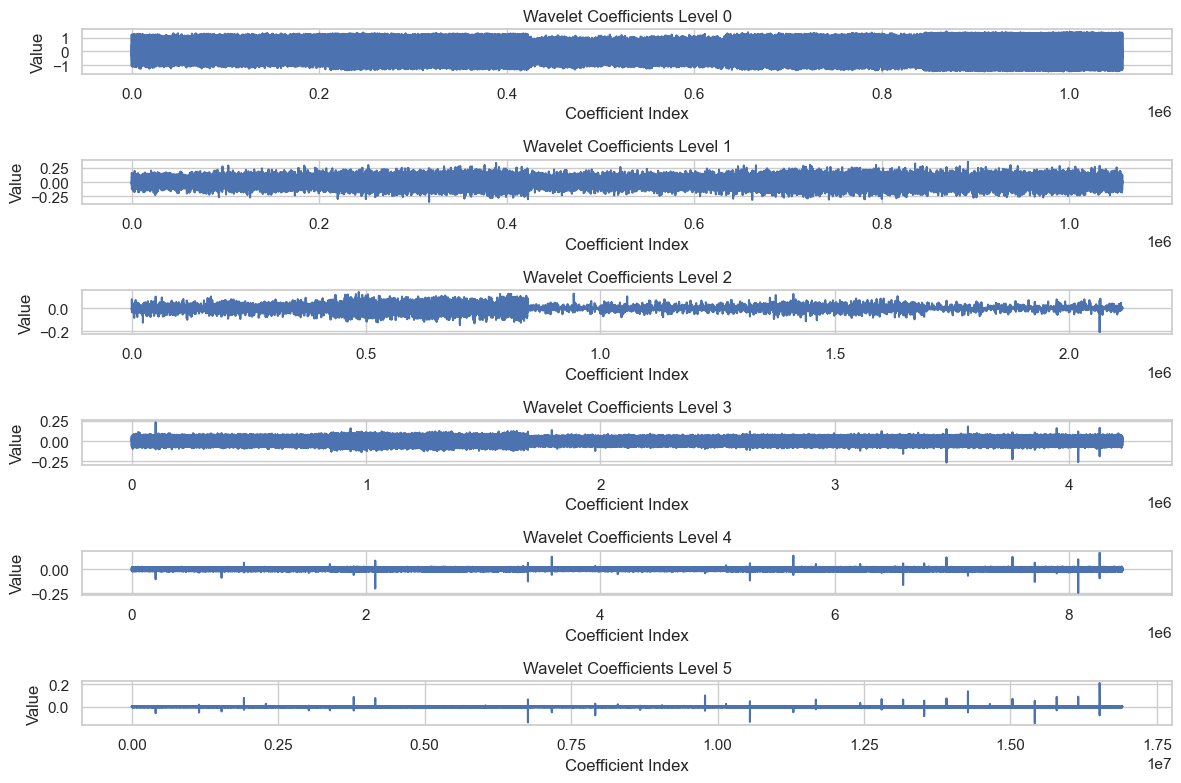 Wavelet Coefficients Level 0
Value
1
0
−1
0.0 0.2 0.4 0.6 0.8 1.0
1e6
Coefficient Index
Wavelet Coefficients Level 1
Value
0.25
0.00
−0.25
0.0 0.2 0.4 0.6 0.8 1.0
1e6
Coefficient Index
Wavelet Coefficients Level 2
Value
0.0
−0.2
0.0 0.5 1.0 1.5 2.0
1e6
Coefficient Index
Wavelet Coefficients Level 3
Value
0.25
0.00
−0.25
0 1 2 3 4
1e6
Coefficient Index
Wavelet Coefficients Level 4
Value
0.00
−0.25
0 2 4 6 8
1e6
Coefficient Index
Wavelet Coefficients Level 5
Value
0.2
0.0
0.00 0.25 0.50 0.75 1.00 1.25 1.50 1.75
1e7
Coefficient Index